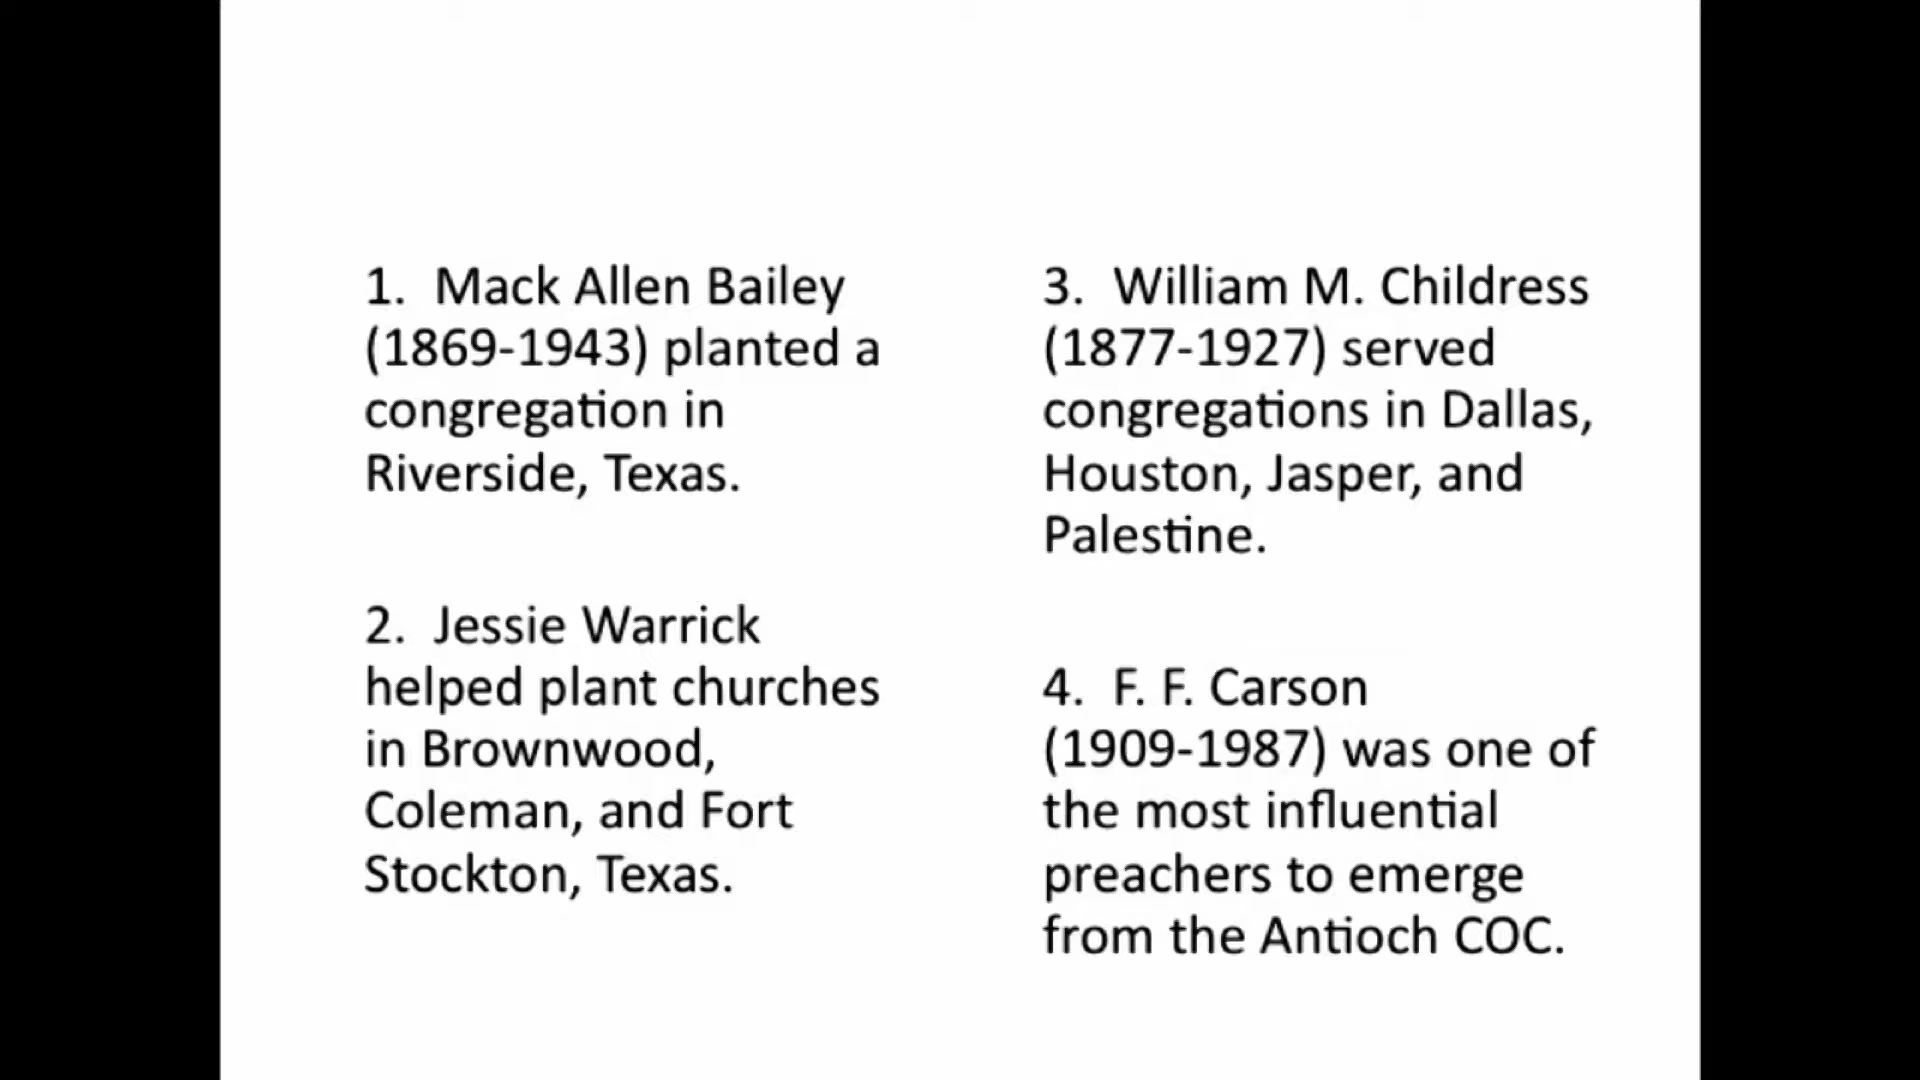 1.  Mack Allen Bailey
(1869-1943) planted a
congregation in
Riverside, Texas.
2.  Jessie Warrick
helped plant churches
in Brownwood,
Coleman, and Fort
Stockton, Texas.
3.  William M. Childress
(1877-1927) served
congregations in Dallas,
Houston, Jasper, and
Palestine.
4.  F. F. Carson
(1909-1987) was one of
the most influential
preachers to emerge
from the Antioch COC.